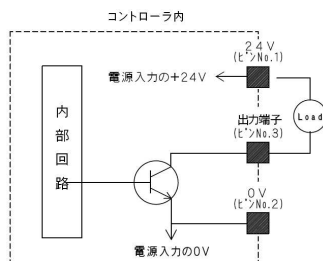 コントローラ内
24V
(ﾋﾟﾝNo.1)
電源入力の+24V
内部回路
出力端子
(ﾋﾟﾝNo.3)
Load
0V
(ﾋﾟﾝNo.2)
電源入力の0V